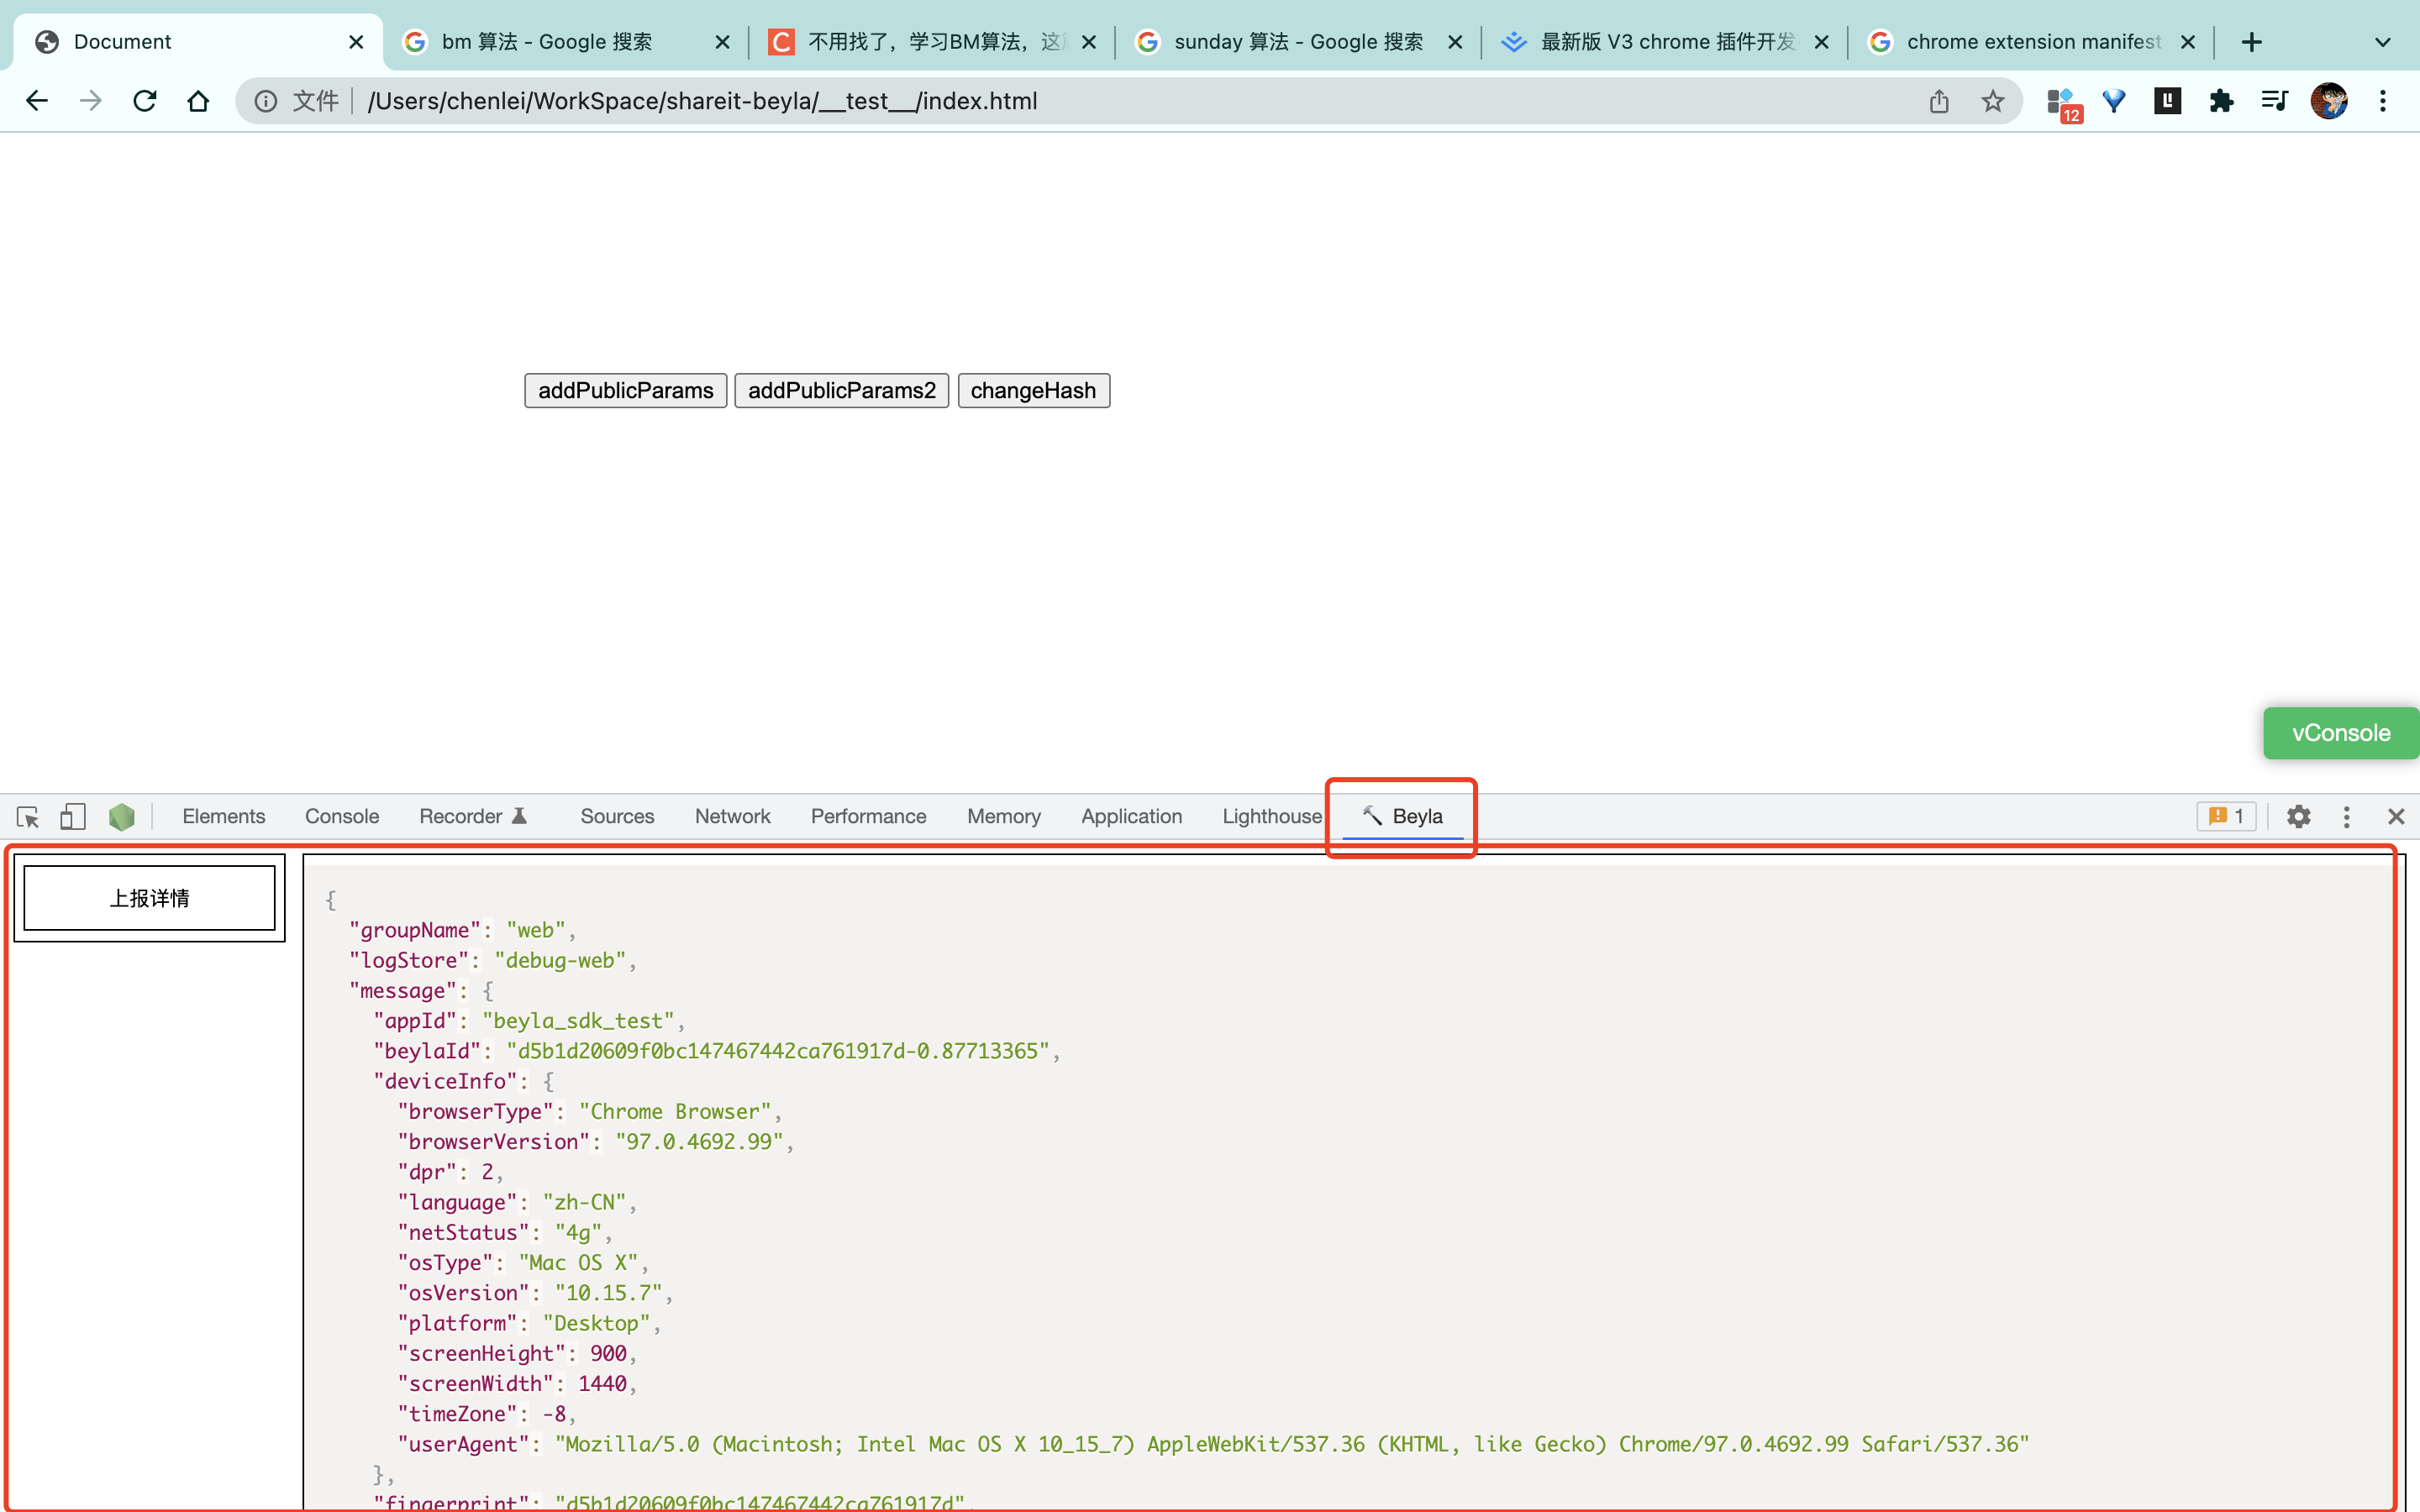 Document
bm 算法 - Google 搜索
不用找了，学习BM算法，这
sunday 算法 - Google 搜索
最新版 V3 chrome 插件开发
chrome extension manifest
文件
/Users/chenlei/WorkSpace/shareit-beyla/__test__/index.html
12
addPublicParams
addPublicParams2
changeHash
vConsole
Elements
Console
Recorder
Sources
Network
Performance
Memory
Application
Lighthouse
Beyla
1
上报详情
{
"groupName": "web",
"logStore": "debug-web",
"message": {
"appId": "beyla_sdk_test",
"beylaId": "d5b1d20609f0bc147467442ca761917d-0.87713365",
"deviceInfo": {
"browserType": "Chrome Browser",
"browserVersion": "97.0.4692.99",
"dpr": 2,
"language": "zh-CN",
"netStatus": "4g",
"osType": "Mac OS X",
"osVersion": "10.15.7",
"platform": "Desktop",
"screenHeight": 900,
"screenWidth": 1440,
"timeZone": -8,
"userAgent": "Mozilla/5.0 (Macintosh; Intel Mac OS X 10_15_7) AppleWebKit/537.36 (KHTML, like Gecko) Chrome/97.0.4692.99 Safari/537.36"
},
"fingerprint": "d5b1d20609f0bc147467442ca761917d",